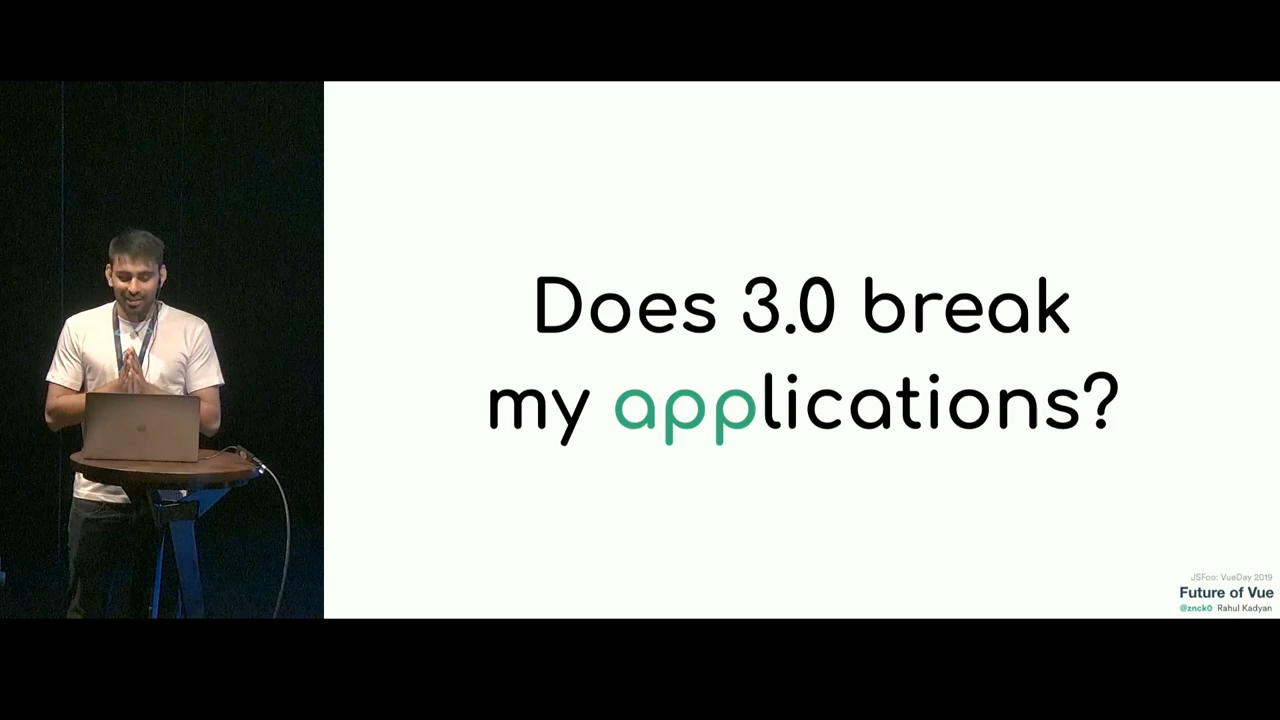 Does 3.0 break
my applications?
JSFoo: VueDay 2019
Future of Vue
@znck0 Rahul Kadyan